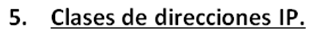 5. Clases de direcciones IP.